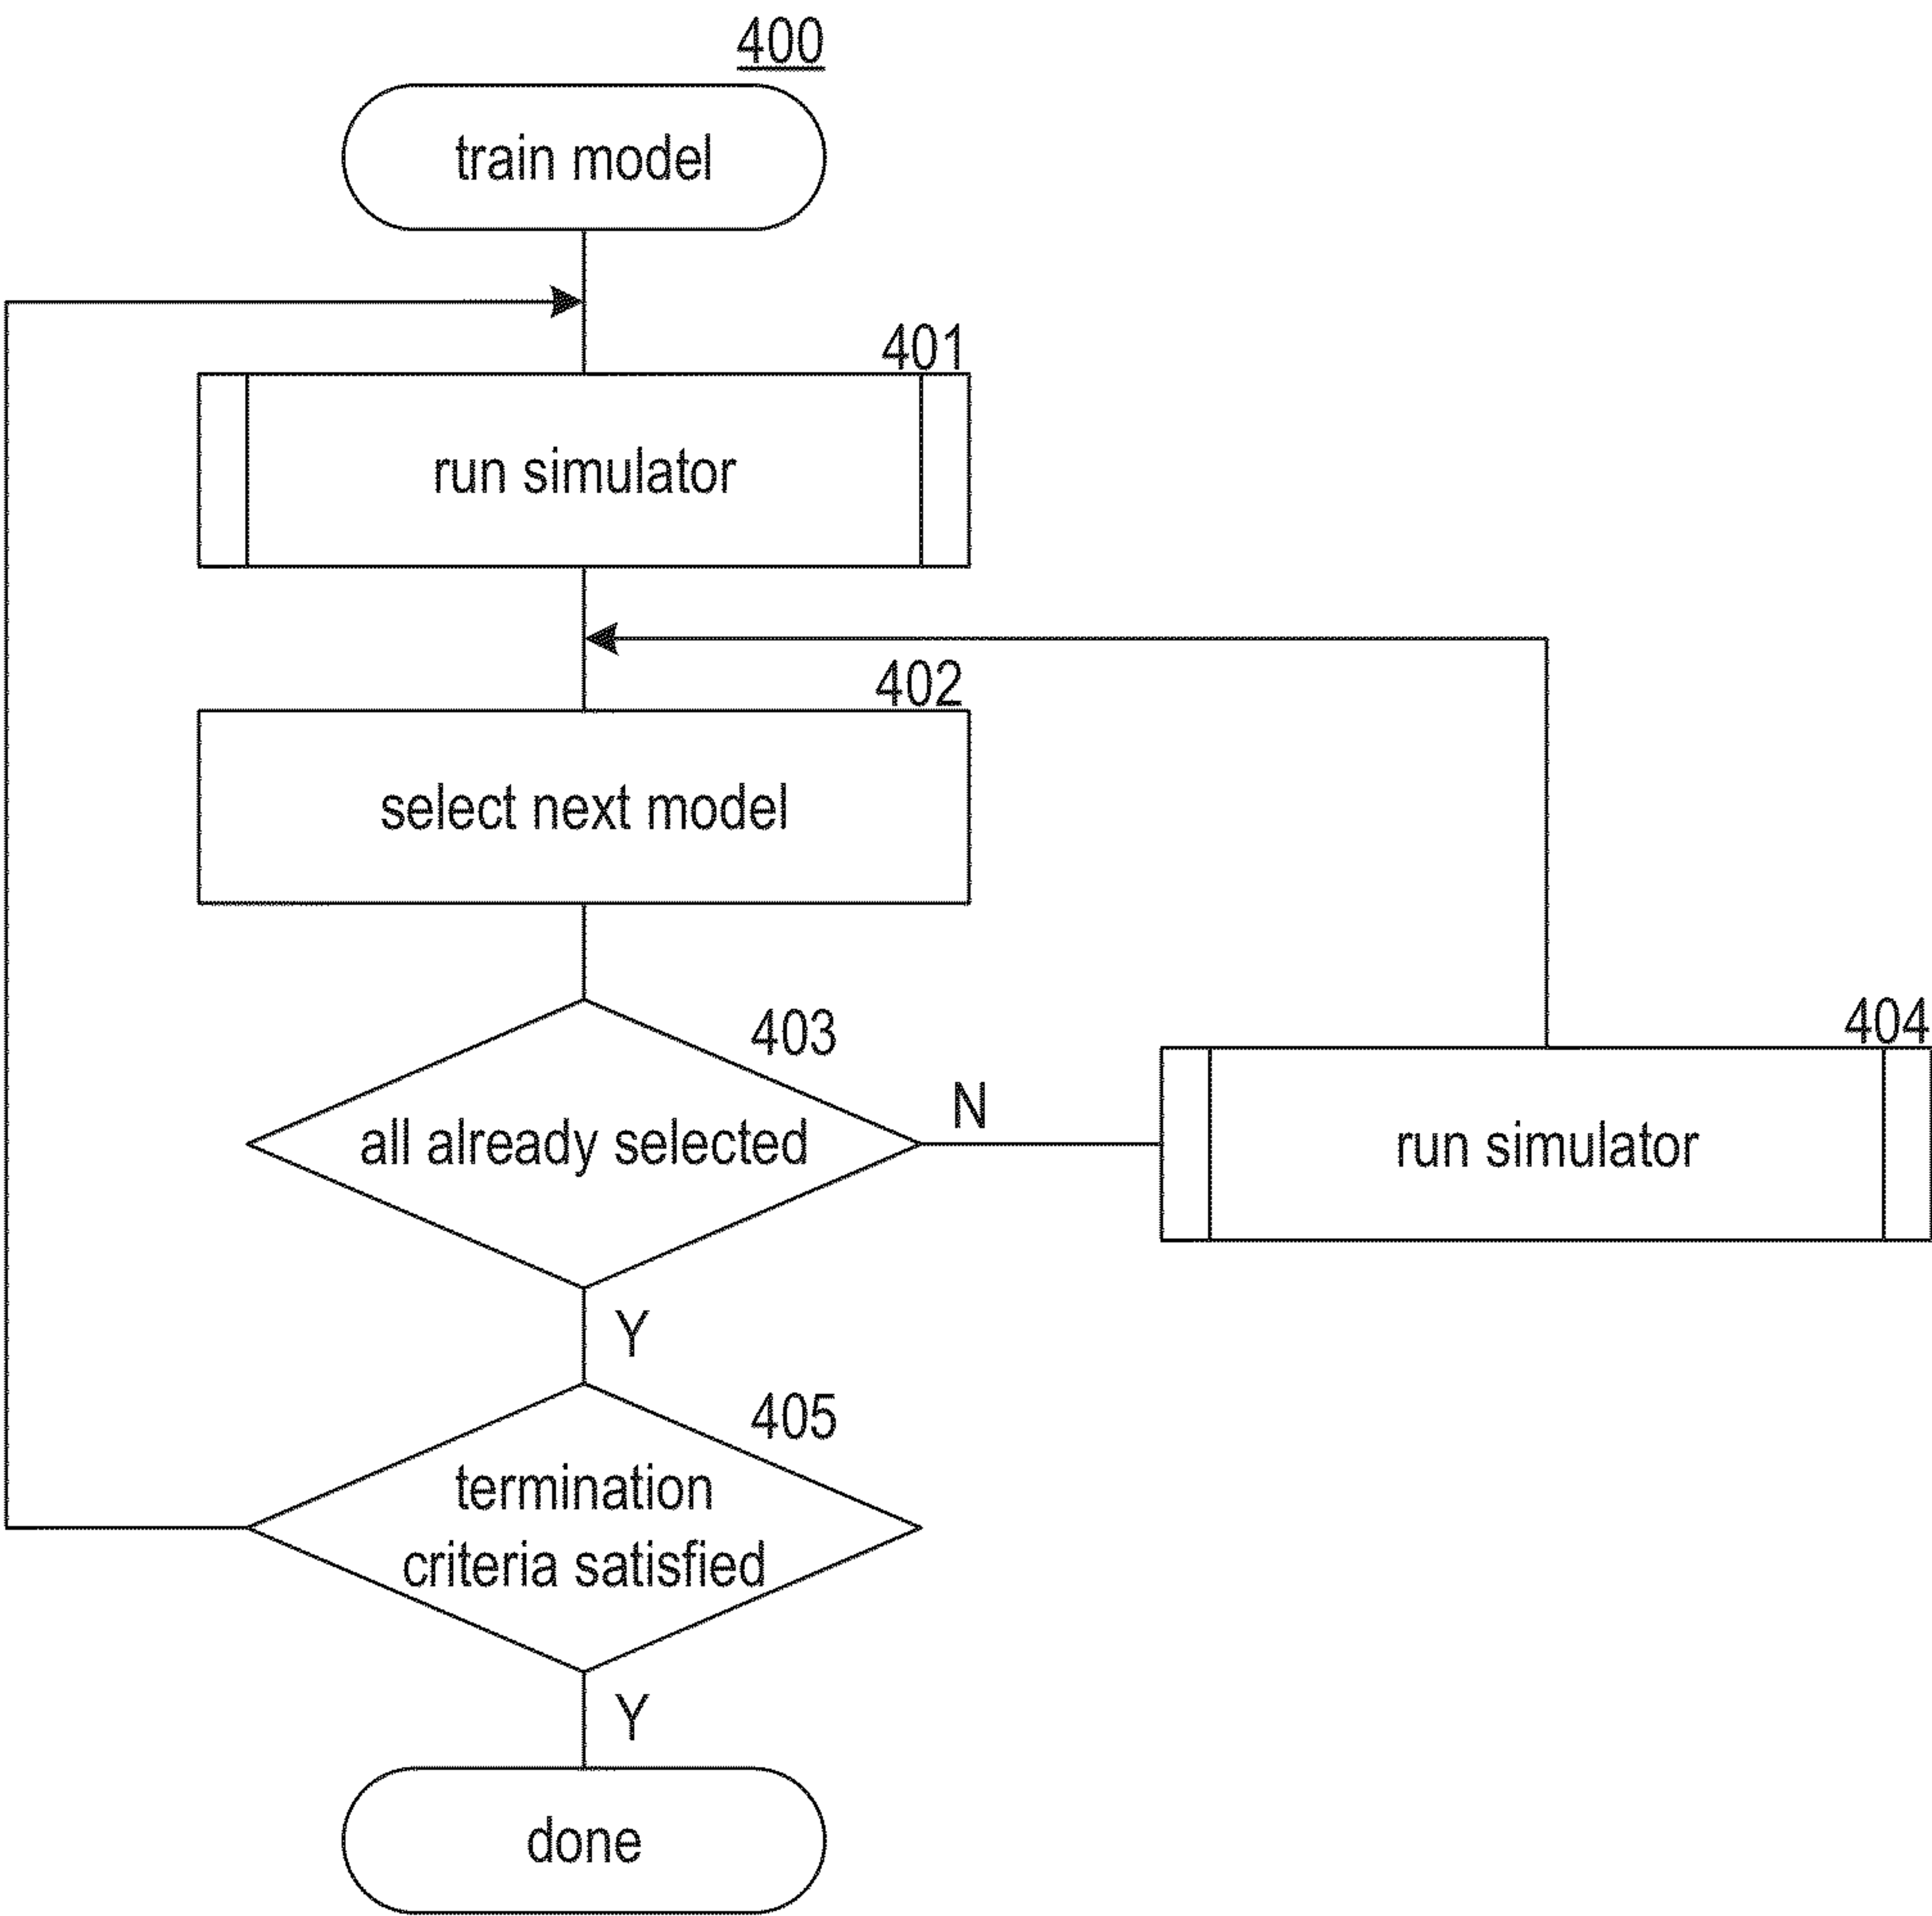 400
train model
401
run simulator
402
select next model
403
all already selected
N
404
run simulator
Y
405
termination
criteria satisfied
Y
done